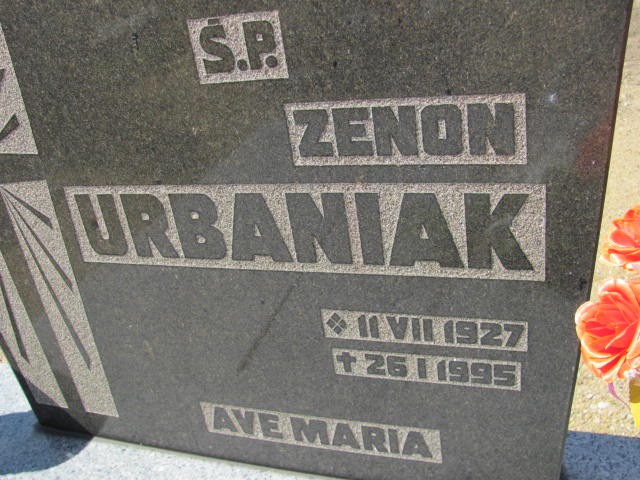 Ś.P.
ZENON
URBANIAK
❖ 11 VII 1927
✝ 26 I 1995
AVE MARIA